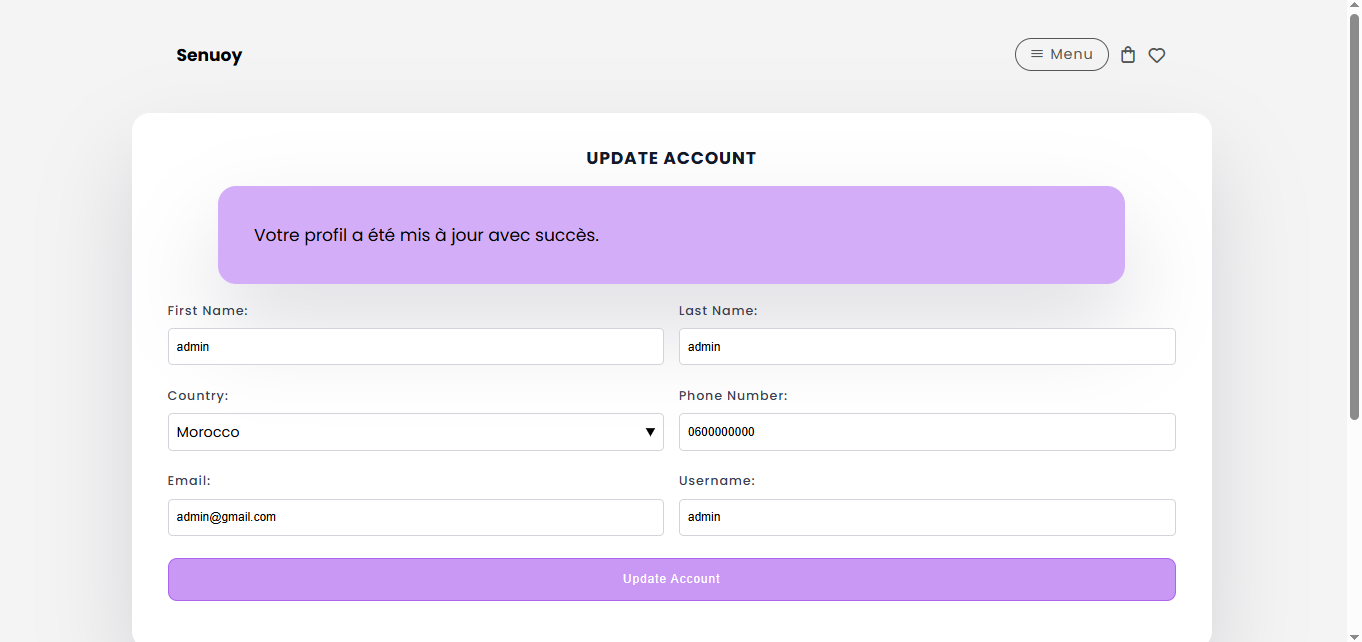 Senuoy
Menu
UPDATE ACCOUNT
Votre profil a été mis à jour avec succès.
First Name:
Last Name:
admin
admin
Country:
Phone Number:
Morocco
0600000000
Email:
Username:
admin@gmail.com
admin
Update Account